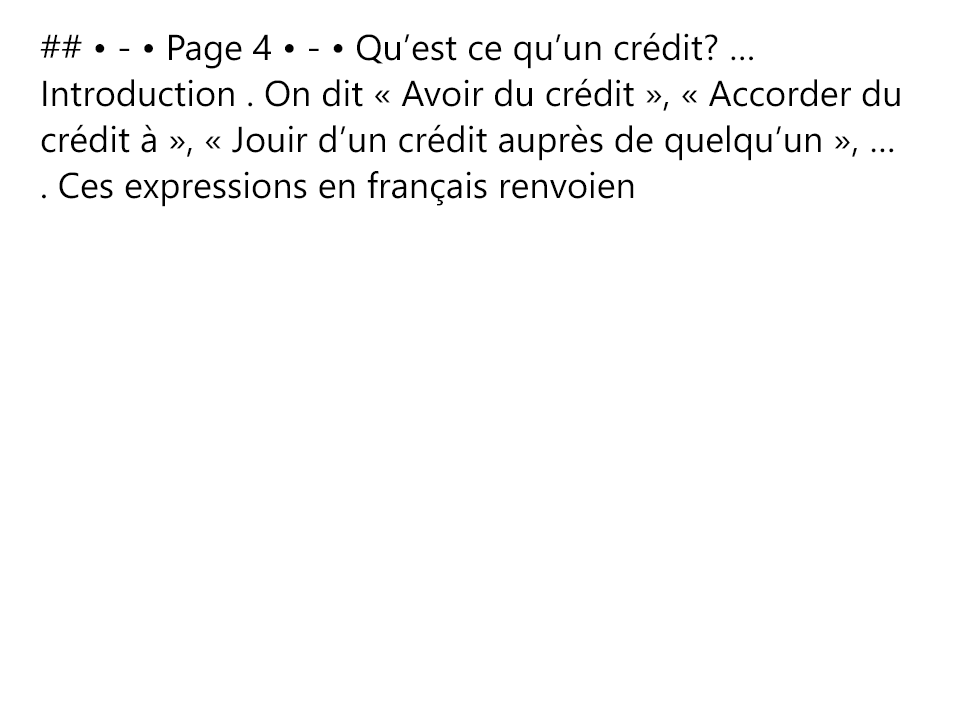 ## • - • Page 4 • - • Qu’est ce qu’un crédit? ...
Introduction . On dit « Avoir du crédit », « Accorder du
crédit à », « Jouir d’un crédit auprès de quelqu’un », ...
. Ces expressions en français renvoien